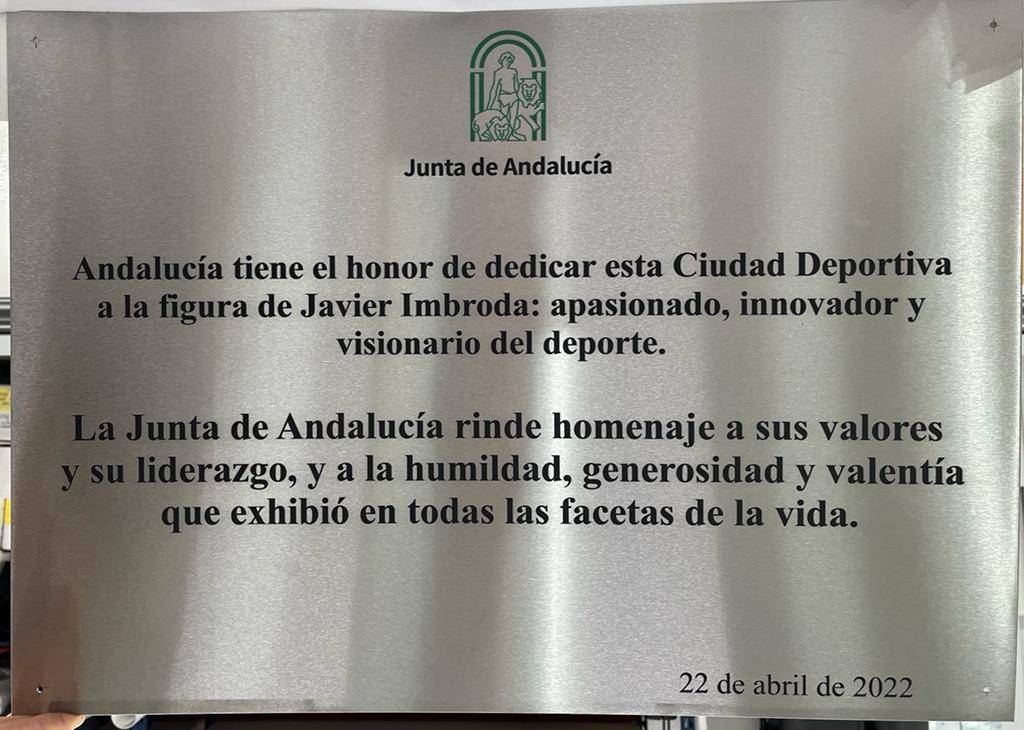 Junta de Andalucía
Andalucía tiene el honor de dedicar esta Ciudad Deportiva
a la figura de Javier Imbroda: apasionado, innovador y
visionario del deporte.
La Junta de Andalucía rinde homenaje a sus valores
y su liderazgo, y a la humildad, generosidad y valentía
que exhibió en todas las facetas de la vida.
22 de abril de 2022